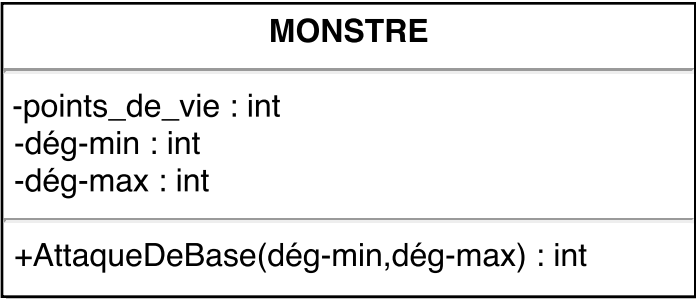 MONSTRE
-points_de_vie : int
-dég-min : int
-dég-max : int
+AttaqueDeBase(dég-min,dég-max) : int